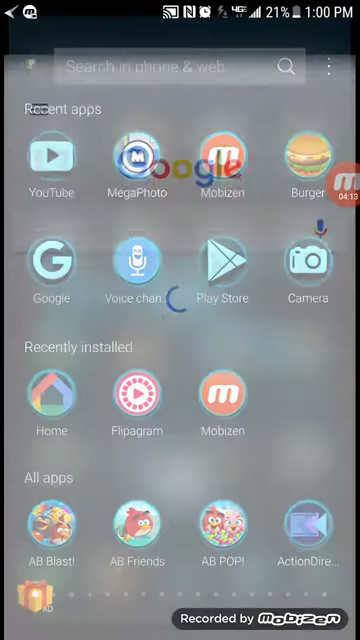 21% 1:00 PM
Search in phone & web
Recent apps
Google
YouTube MegaPhoto Mobizen Burger
04:13
Google Voice chan... Play Store Camera
Recently installed
Home Flipagram Mobizen
All apps
AB Blast! AB Friends AB POP! ActionDire...
AD
Recorded by Mobizen